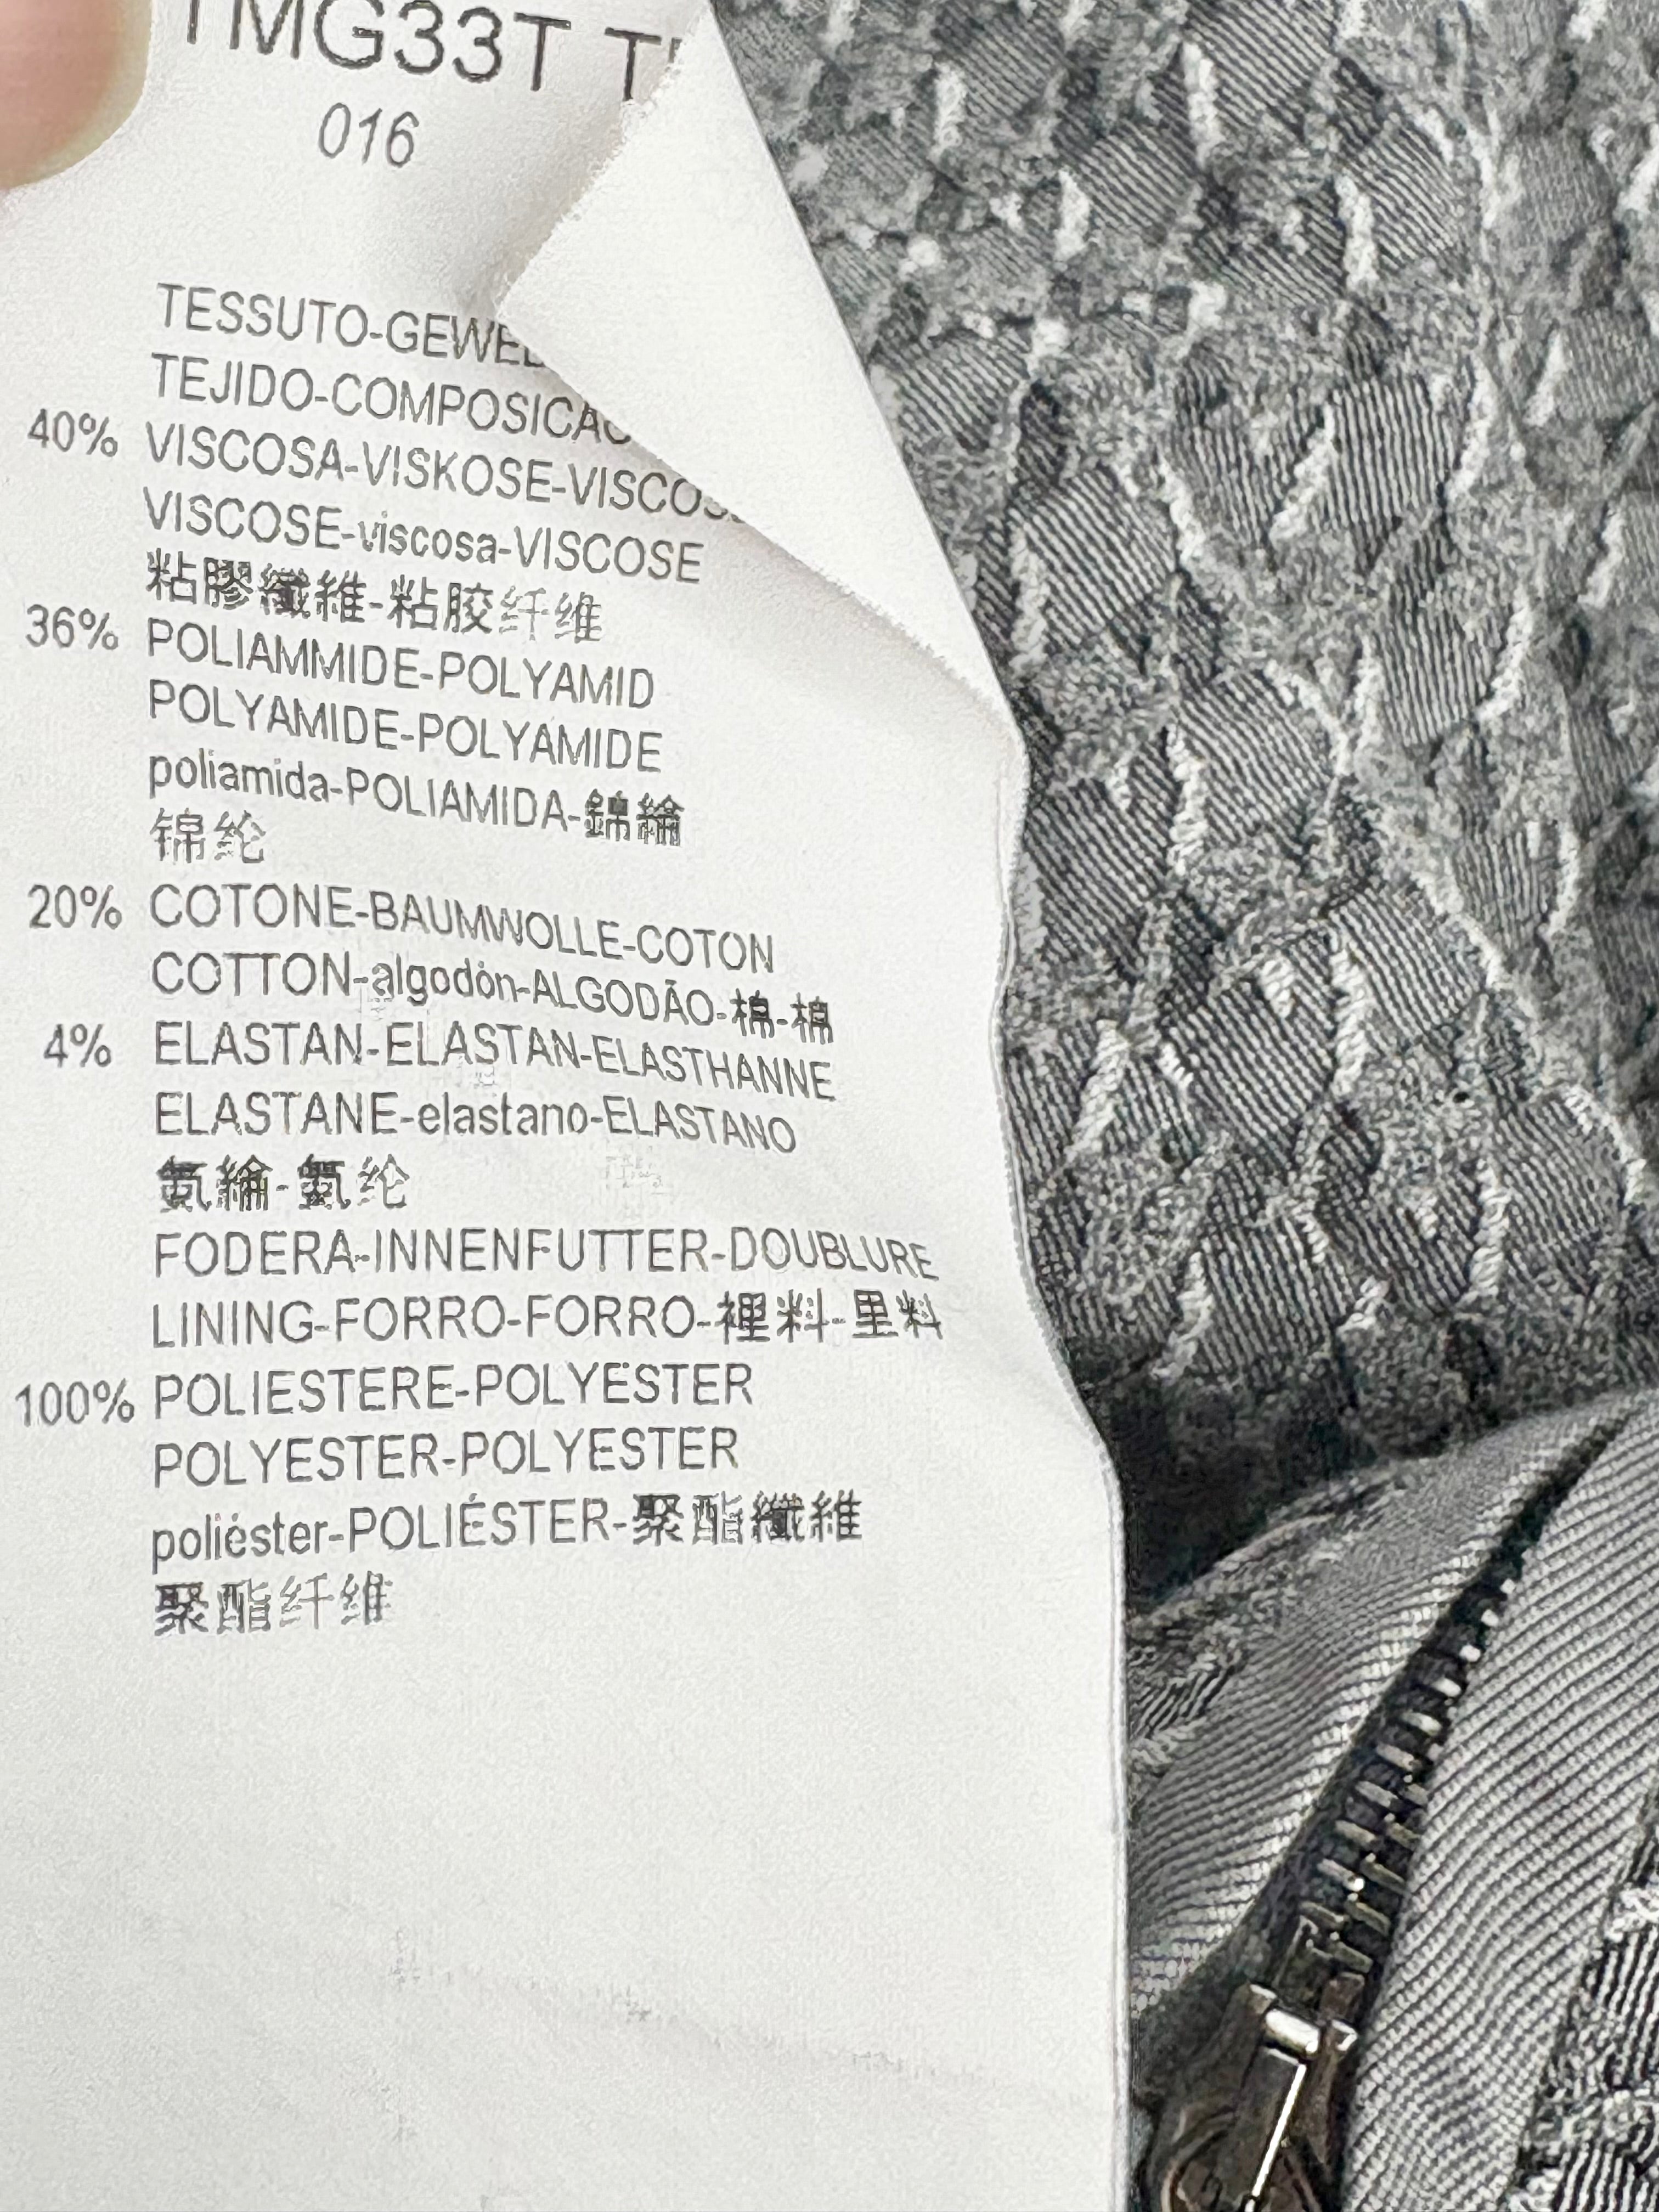 TMG33T
016
TESSUTO-
TEJIDO-
40% VISCOSA-VISKOSE-
VISCOSE-viscosa-VISCOSE
粘膠纖維-粘胶纤维
36% POLIAMMIDE-POLYAMID
POLYAMIDE-POLYAMIDE
poliamida-POLIAMIDA-錦綸
锦纶
20% COTONE-BAUMWOLLE-COTON
COTTON-algodón-ALGODÃO-棉-棉
4% ELASTAN-ELASTAN-ELASTHANNE
ELASTANE-elastano-ELASTANO
氨綸-氨纶
FODERA-INNENFUTTER-DOUBLURE
LINING-FORRO-FORRO-裡料-里料
100% POLIESTERE-POLYESTER
POLYESTER-POLYESTER
poliéster-POLIÉSTER-聚酯纖維
聚酯纤维